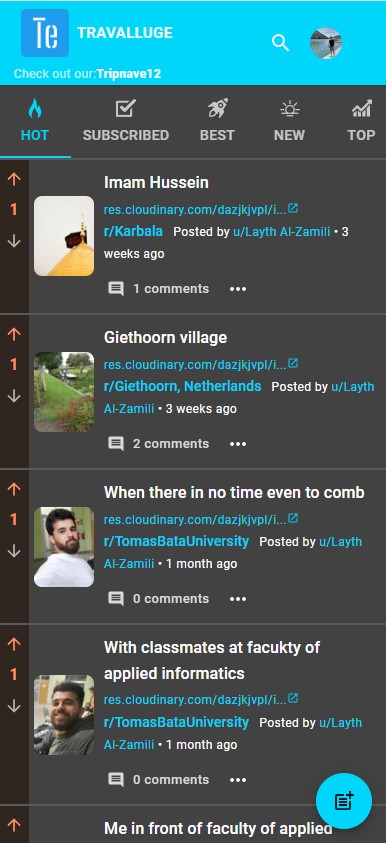 Te TRAVALLUGE
Check out our:Tripnave12
HOT SUBSCRIBED BEST NEW TOP
Imam Hussein
res.cloudinary.com/dazjkjvpl/i...
1
r/Karbala Posted by u/Layth Al-Zamili • 3
weeks ago
1 comments •••
Giethoorn village
res.cloudinary.com/dazjkjvpl/i...
1
r/Giethoorn, Netherlands Posted by u/Layth
Al-Zamili • 3 weeks ago
2 comments •••
When there in no time even to comb
res.cloudinary.com/dazjkjvpl/i...
1
r/TomasBataUniversity Posted by u/Layth
Al-Zamili • 1 month ago
0 comments •••
With classmates at facukty of
applied informatics
1
res.cloudinary.com/dazjkjvpl/i...
r/TomasBataUniversity Posted by u/Layth
Al-Zamili • 1 month ago
0 comments •••
Me in front of faculty of applied